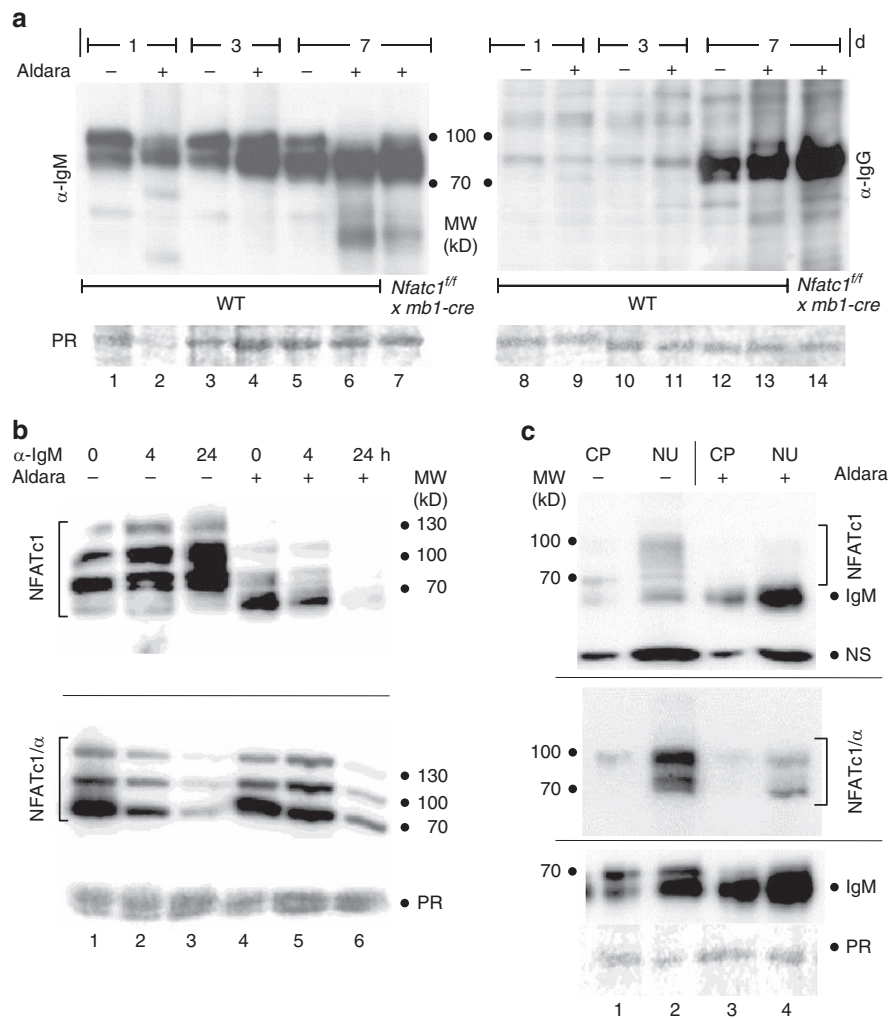 a
1 3 7 1 3 7 d
Aldara – + – + – + + – + – + – + +
α-IgM
100
70
MW
(kD)
α-IgG
WT
Nfatc1f/f
x mb1-cre
WT
Nfatc1f/f
x mb1-cre
PR
1 2 3 4 5 6 7 8 9 10 11 12 13 14
b
α-IgM 0 4 24 0 4 24 h
Aldara – – – + + +
MW
(kD)
NFATc1
130
100
70
NFATc1/α
130
100
70
PR
1 2 3 4 5 6
c
CP NU CP NU
MW
(kD)
– – + + Aldara
100
70
NFATc1
IgM
NS
100
70
NFATc1/α
70
IgM
PR
1 2 3 4